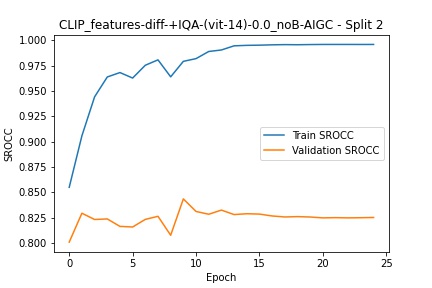 CLIP_features-diff-+IQA-(vit-14)-0.0_noB-AIGC - Split 2
1.000
0.975
0.950
0.925
0.900
0.875
0.850
0.825
0.800
SROCC
Train SROCC
Validation SROCC
0 5 10 15 20 25
Epoch